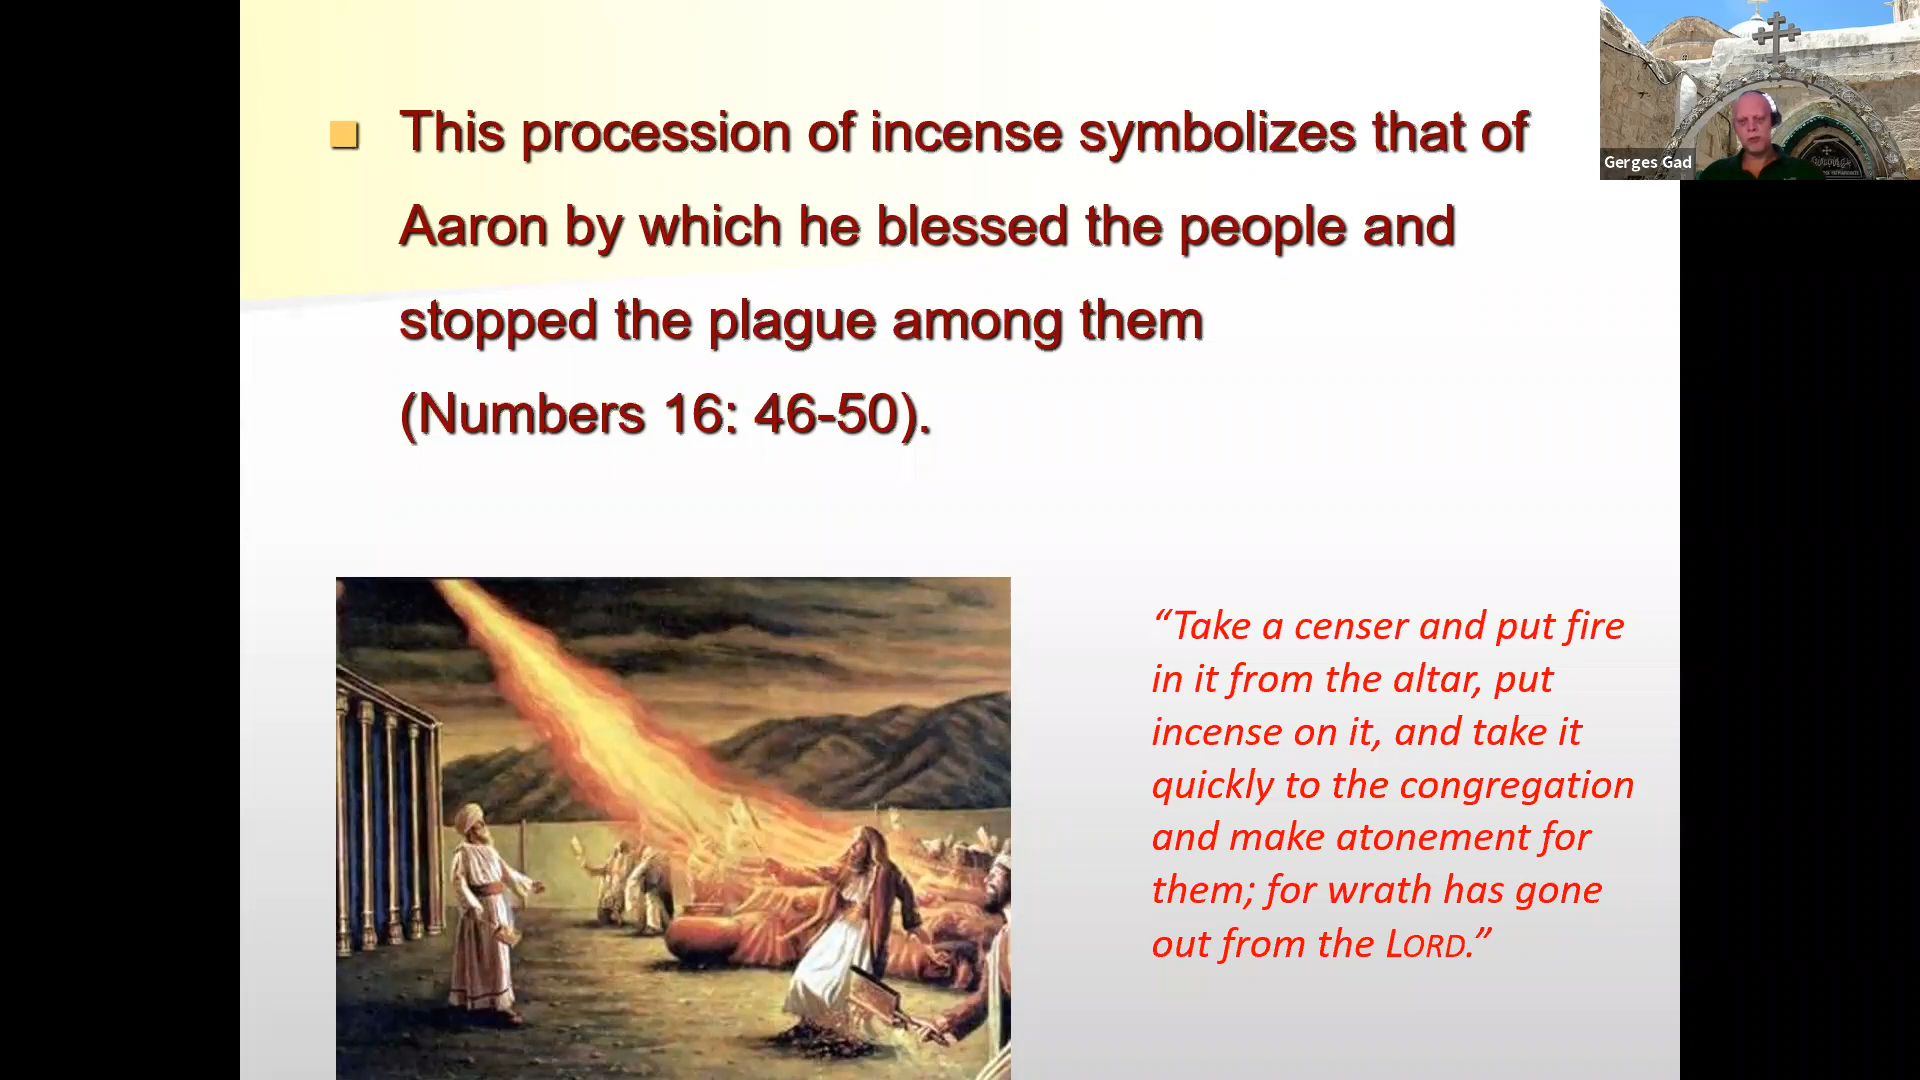 This procession of incense symbolizes that of
Aaron by which he blessed the people and
stopped the plague among them
(Numbers 16: 46-50).
Gerges Gad
“Take a censer and put fire
in it from the altar, put
incense on it, and take it
quickly to the congregation
and make atonement for
them; for wrath has gone
out from the LORD.”